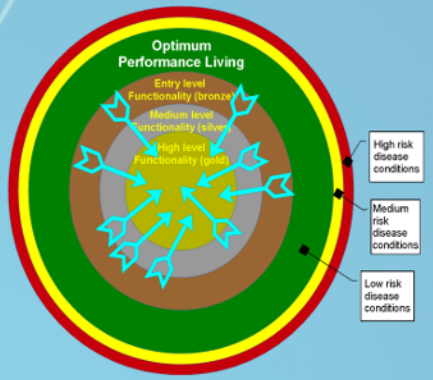 Optimum
Performance Living
Entry level
Functionality (bronze)
Medium level
Functionality (silver)
High level
Functionality (gold)
High risk
disease
conditions
Medium
risk
disease
conditions
Low risk
disease
conditions